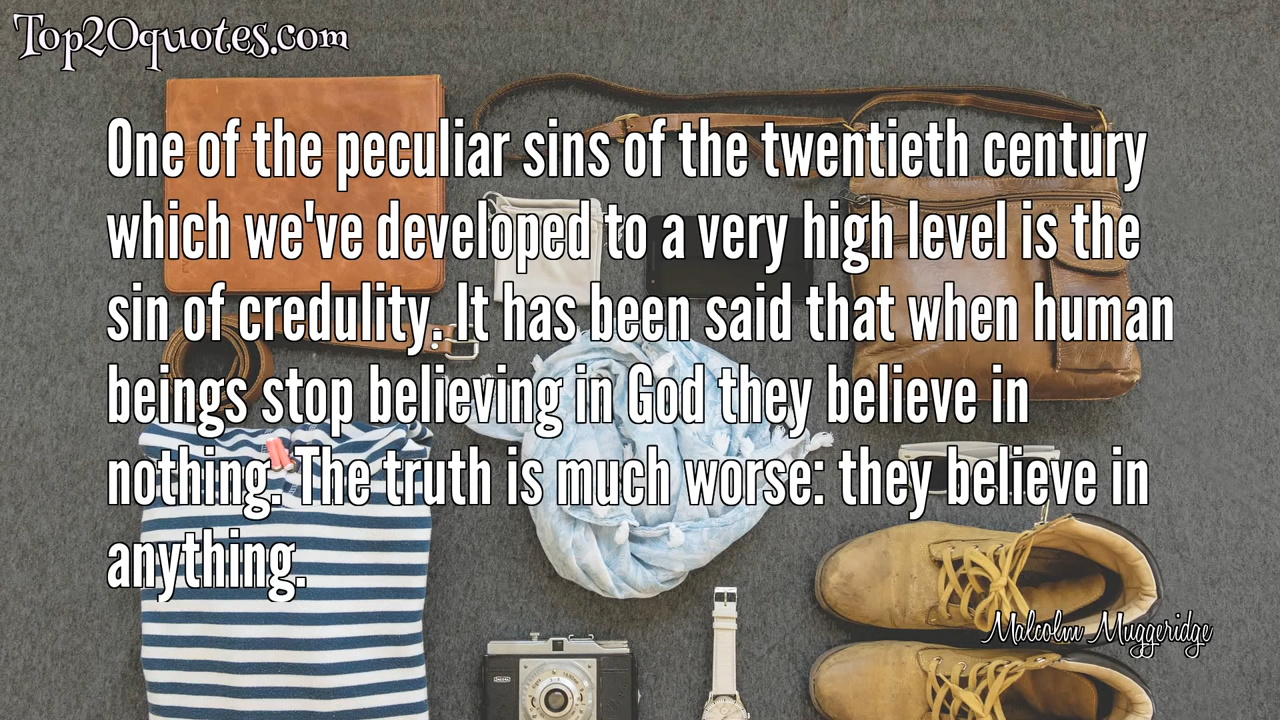 Top20quotes.com
One of the peculiar sins of the twentieth century
which we've developed to a very high level is the
sin of credulity. It has been said that when human
beings stop believing in God they believe in
nothing. The truth is much worse: they believe in
anything.
Malcolm Muggeridge